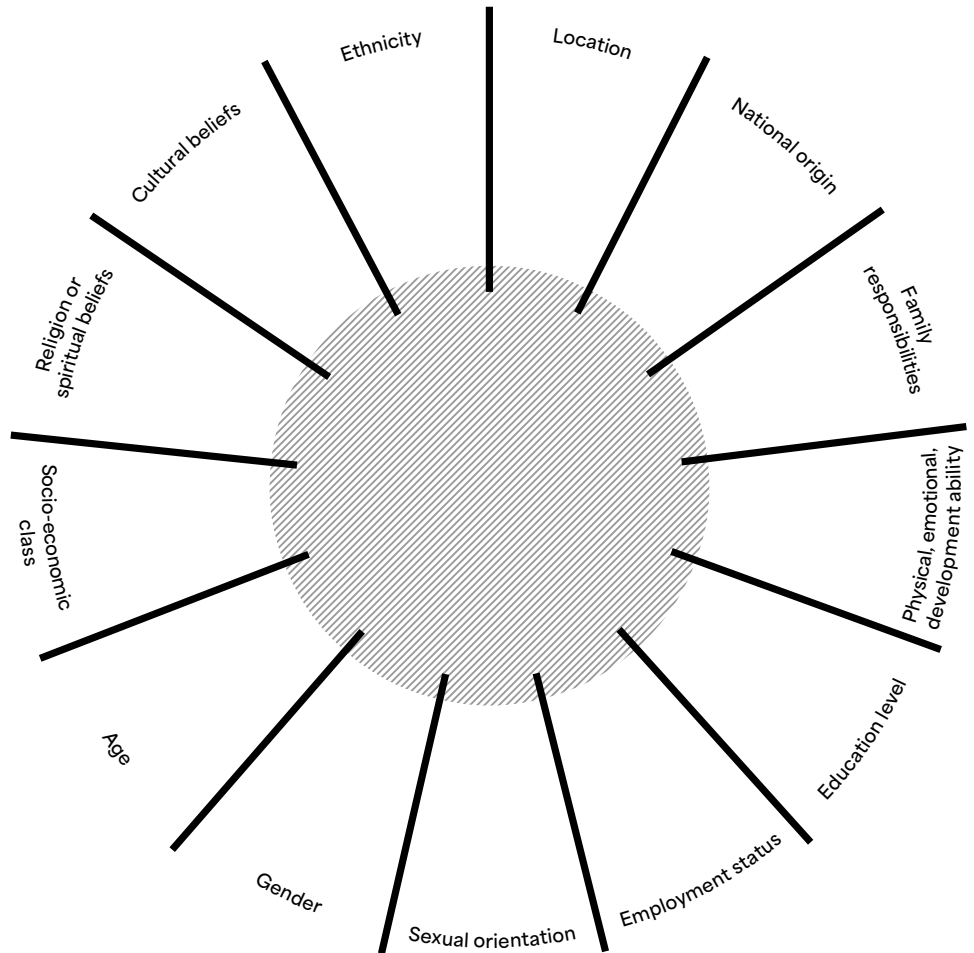 Ethnicity
Location
National origin
Family
responsibilities
Physical, emotional,
development ability
Education level
Employment status
Sexual orientation
Gender
Age
Socio-economic
class
Religion or
spiritual beliefs
Cultural beliefs